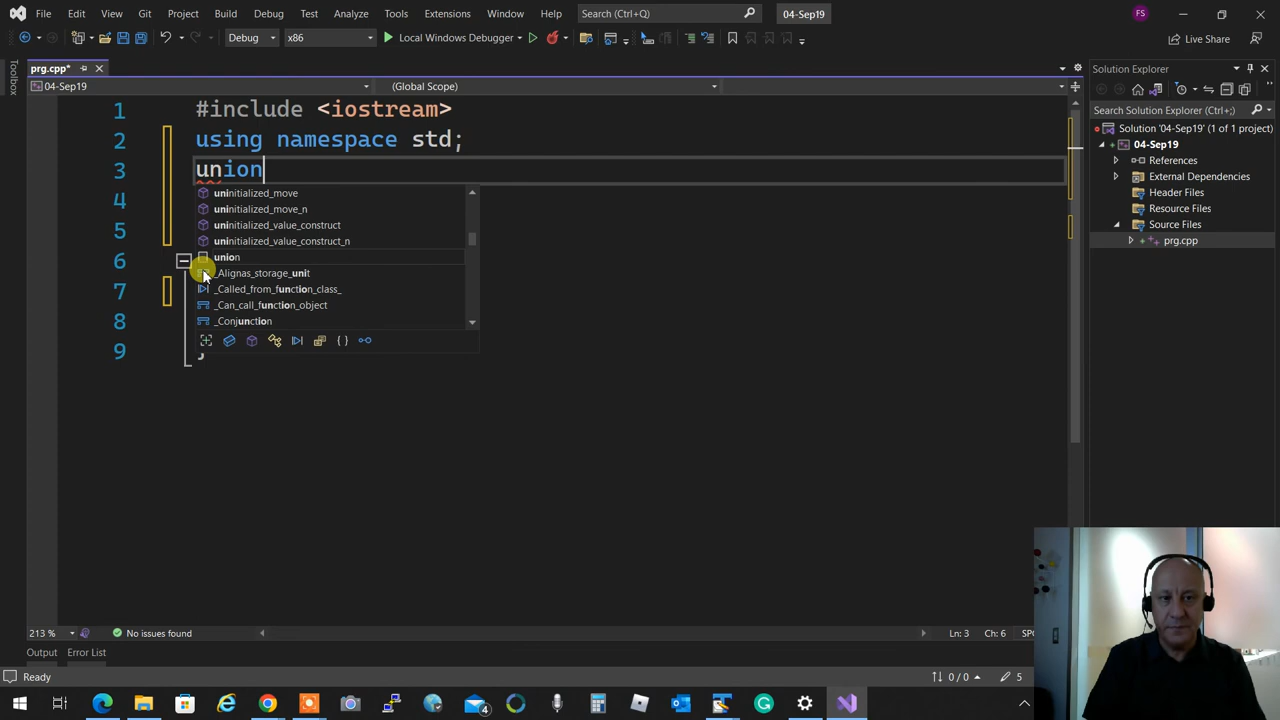 File Edit View Git Project Build Debug Test Analyze Tools Extensions Window Help Search (Ctrl+Q) 04-Sep19 FS
Debug x86 Local Windows Debugger Live Share
Toolbox
prg.cpp*
04-Sep19 (Global Scope)
1 #include <iostream>
2 using namespace std;
3 union
4
5
6
7
8
9 }
uninitialized_move
uninitialized_move_n
uninitialized_value_construct
uninitialized_value_construct_n
union
_Alignas_storage_unit
_Called_from_function_class_
_Can_call_function_object
_Conjunction
Solution Explorer
Search Solution Explorer (Ctrl+;)
Solution '04-Sep19' (1 of 1 project)
04-Sep19
References
External Dependencies
Header Files
Resource Files
Source Files
prg.cpp
213 % No issues found Ln: 3 Ch: 6 SPC
Output Error List
Ready 0 / 0 5
4